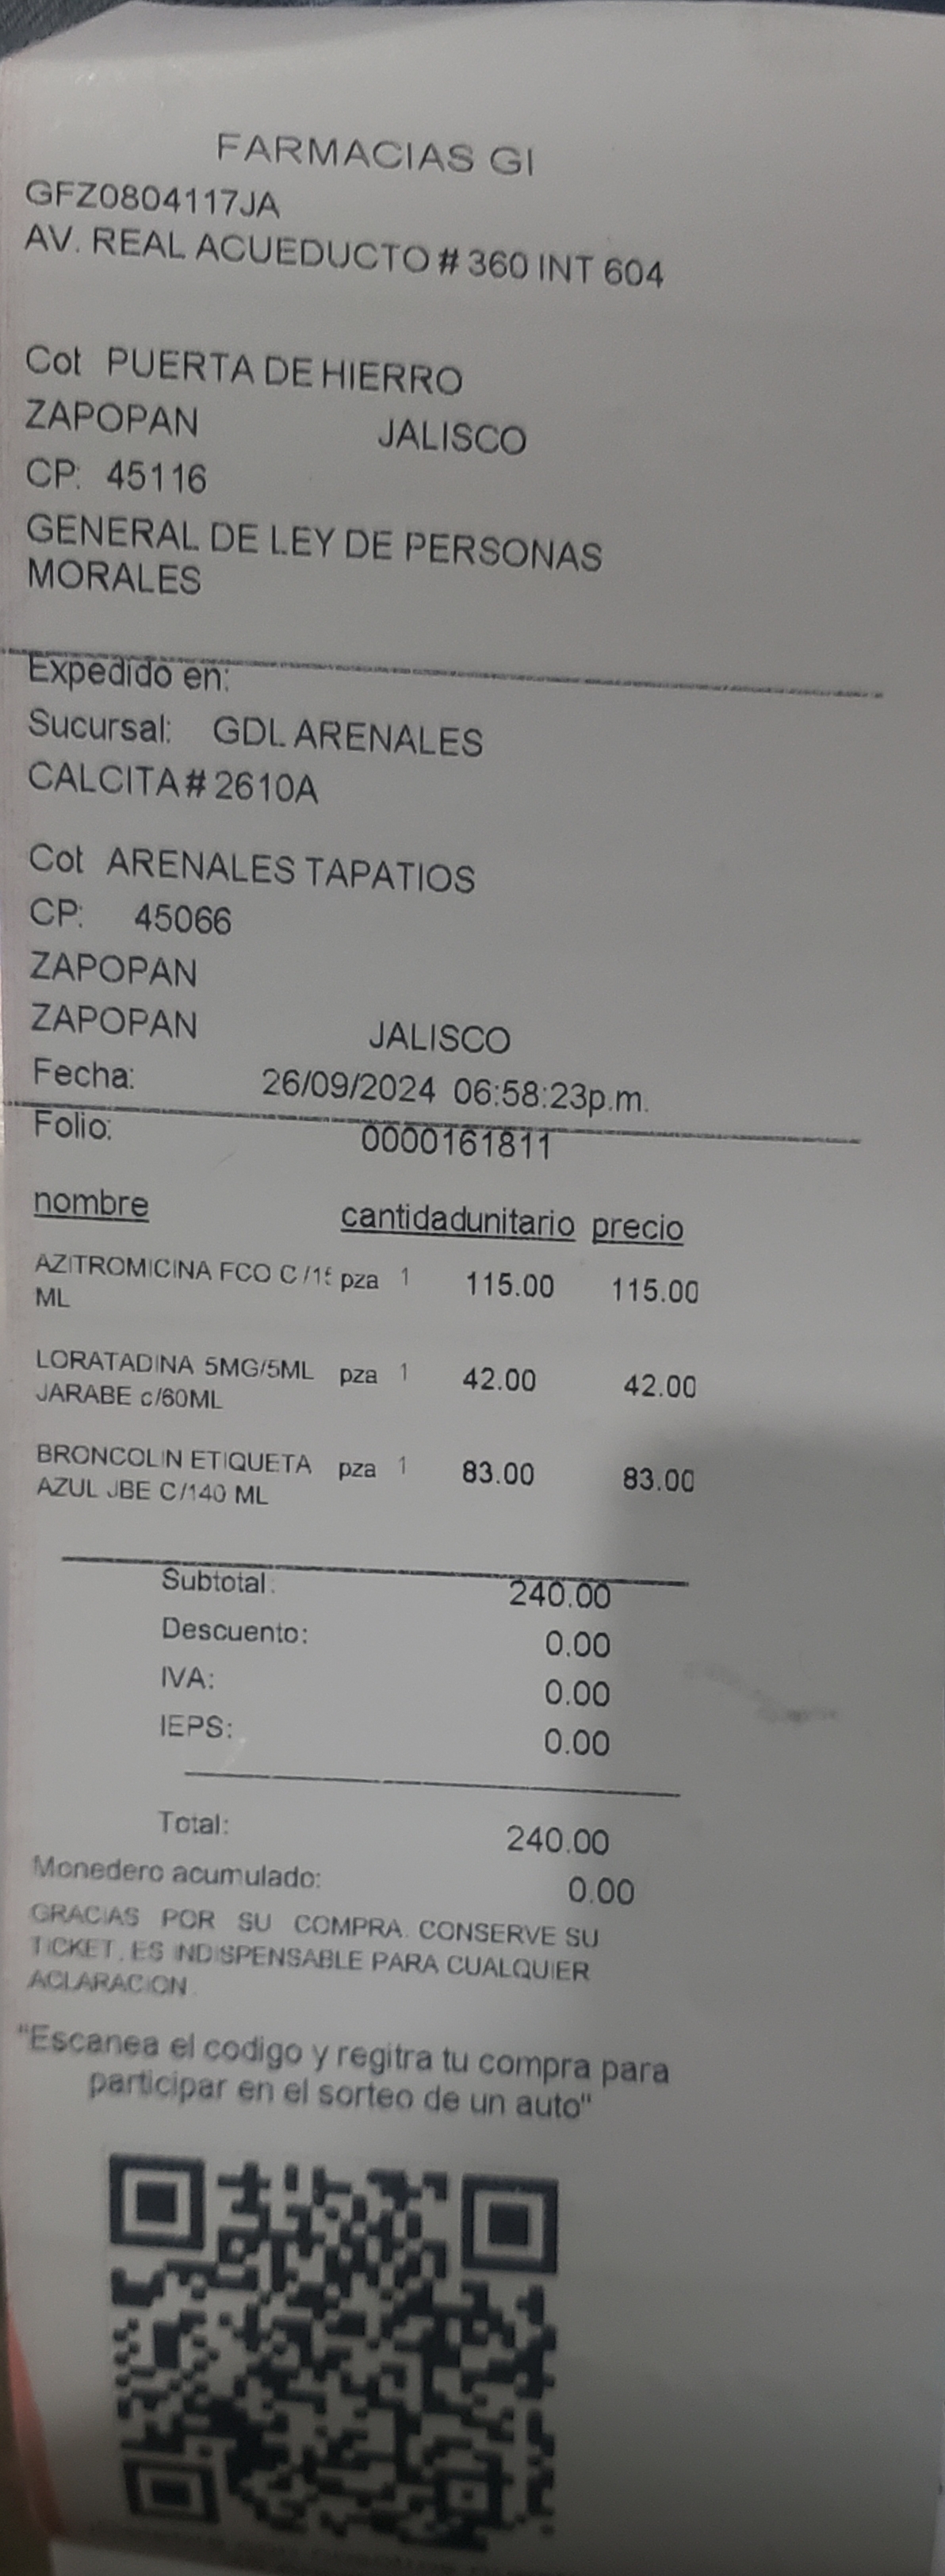 FARMACIAS GI
GFZ0804117JA
AV. REAL ACUEDUCTO # 360 INT 604
Cot PUERTA DE HIERRO
ZAPOPAN JALISCO
CP: 45116
GENERAL DE LEY DE PERSONAS
MORALES
Expedido en:
Sucursal: GDL ARENALES
CALCITA # 2610A
Cot ARENALES TAPATIOS
CP: 45066
ZAPOPAN
ZAPOPAN JALISCO
Fecha: 26/09/2024 06:58:23p.m.
Folio: 0000161811
nombre cantidadunitario precio
AZITROMICINA FCO C /15 pza 1 115.00 115.00
ML
LORATADINA 5MG/5ML pza 1 42.00 42.00
JARABE c/60ML
BRONCOLIN ETIQUETA pza 1 83.00 83.00
AZUL JBE C/140 ML
Subtotal: 240.00
Descuento: 0.00
IVA: 0.00
IEPS: 0.00
Total: 240.00
Monedero acumulado: 0.00
GRACIAS POR SU COMPRA. CONSERVE SU
TICKET, ES INDISPENSABLE PARA CUALQUIER
ACLARACION.
"Escanea el codigo y regitra tu compra para
participar en el sorteo de un auto"